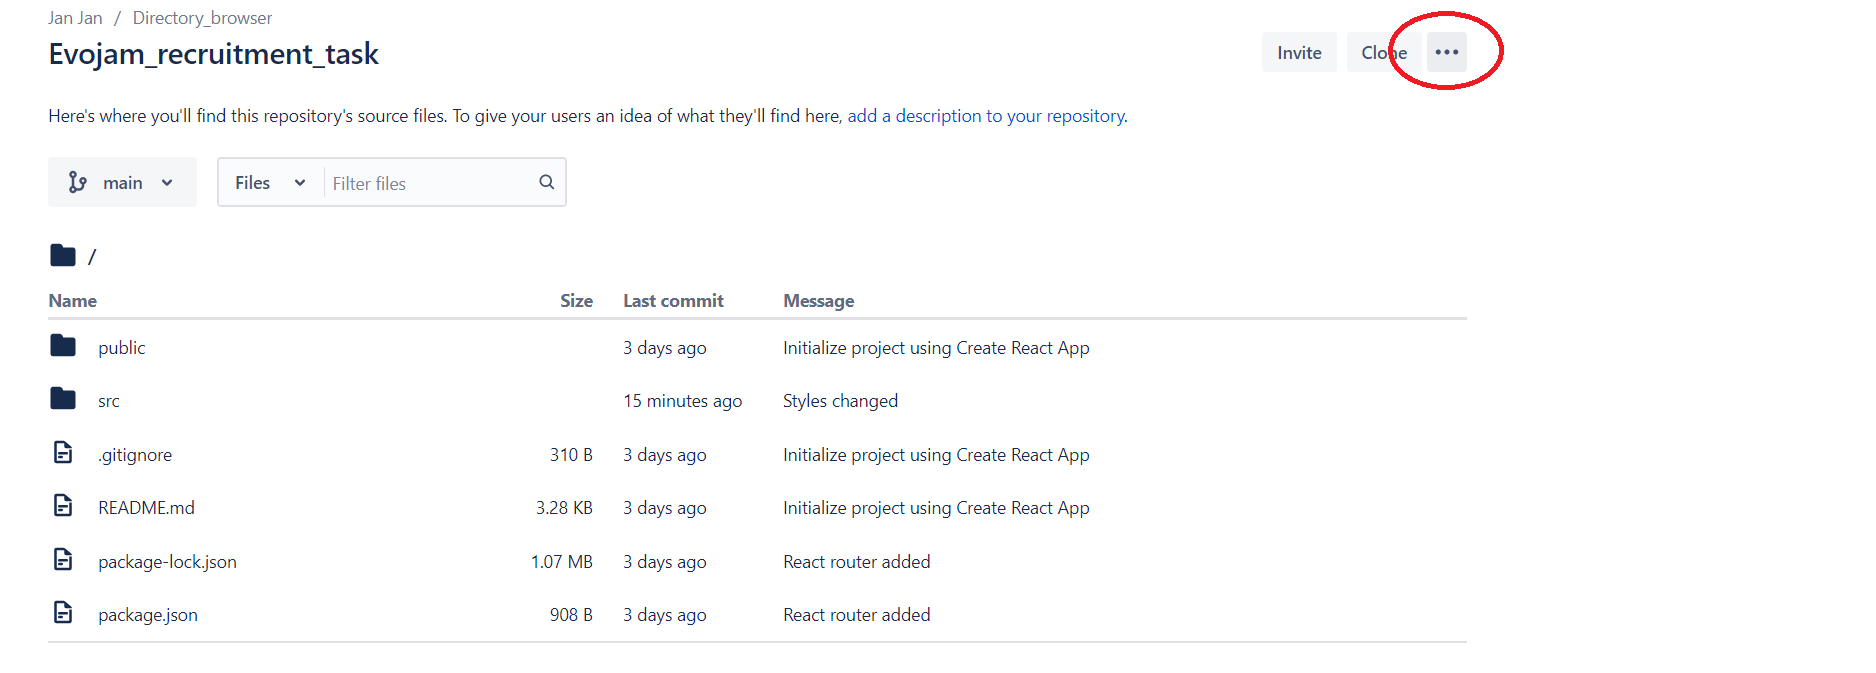 Jan Jan / Directory_browser
Evojam_recruitment_task
Invite Clone
Here's where you'll find this repository's source files. To give your users an idea of what they'll find here, add a description to your repository.
main Files Filter files
/
Name Size Last commit Message
public 3 days ago Initialize project using Create React App
src 15 minutes ago Styles changed
.gitignore 310 B 3 days ago Initialize project using Create React App
README.md 3.28 KB 3 days ago Initialize project using Create React App
package-lock.json 1.07 MB 3 days ago React router added
package.json 908 B 3 days ago React router added